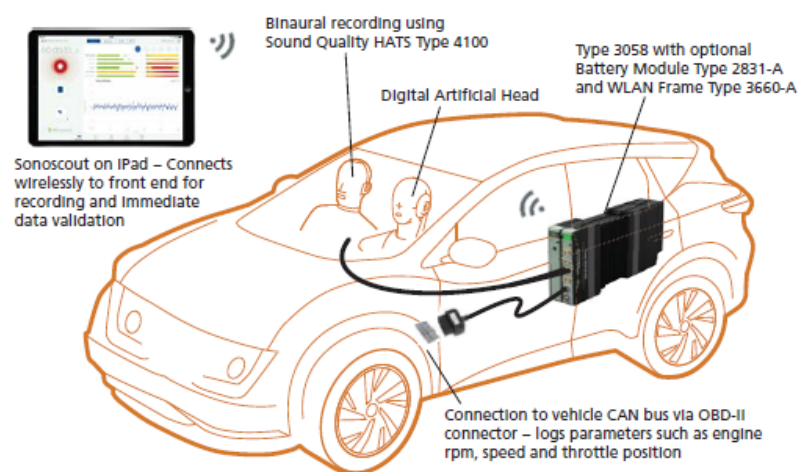 Binaural recording using
Sound Quality HATS Type 4100
Type 3058 with optional
Battery Module Type 2831-A
and WLAN Frame Type 3660-A
Digital Artificial Head
Sonoscout on iPad – Connects
wirelessly to front end for
recording and immediate
data validation
Connection to vehicle CAN bus via OBD-II
connector – logs parameters such as engine
rpm, speed and throttle position